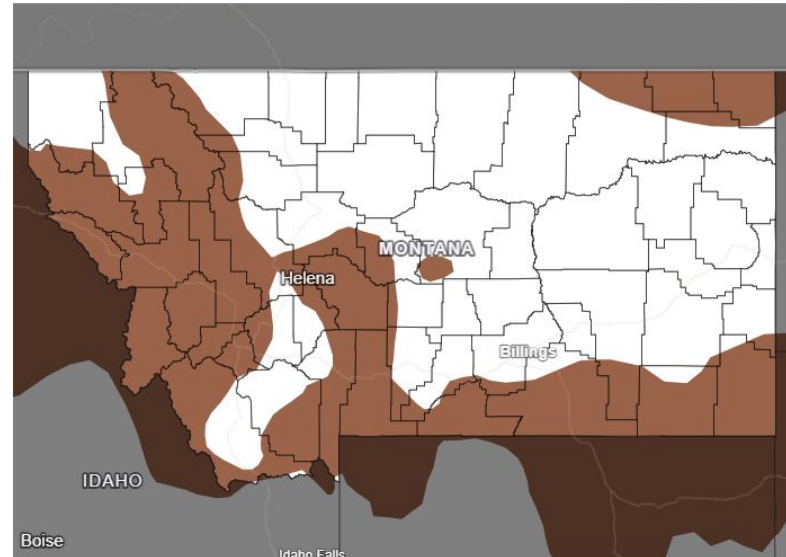 MONTANA
Helena
Billings
IDAHO
Boise
Idaho Falls